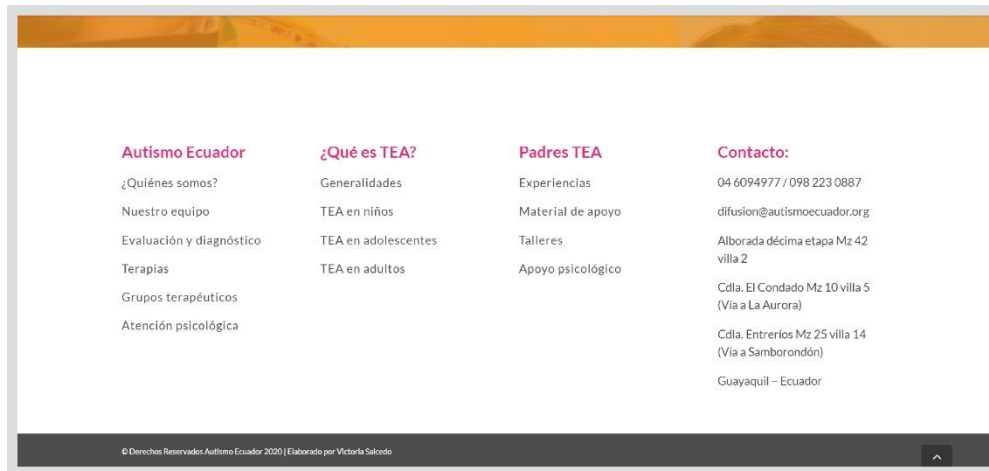 Autismo Ecuador
¿Quiénes somos?
Nuestro equipo
Evaluación y diagnóstico
Terapias
Grupos terapéuticos
Atención psicológica
¿Qué es TEA?
Generalidades
TEA en niños
TEA en adolescentes
TEA en adultos
Padres TEA
Experiencias
Material de apoyo
Talleres
Apoyo psicológico
Contacto:
04 6094977 / 098 223 0887
difusion@autismoecuador.org
Alborada décima etapa Mz 42
villa 2
Cdla. El Condado Mz 10 villa 5
(Vía a La Aurora)
Cdla. Entreríos Mz 25 villa 14
(Vía a Samborondón)
Guayaquil – Ecuador
© Derechos Reservados Autismo Ecuador 2020 | Elaborado por Victoria Salcedo